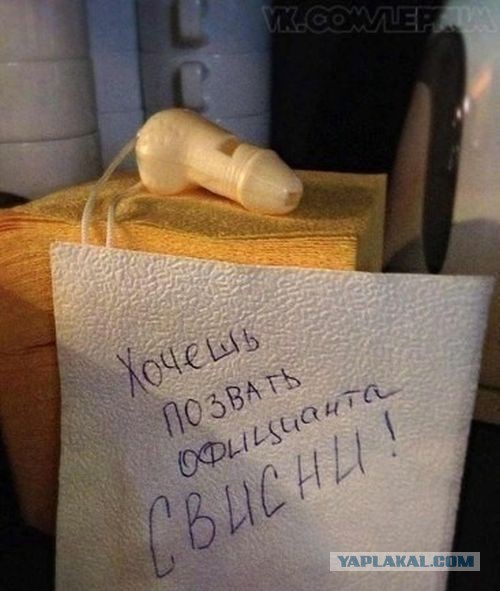 VK.COM/LEPRUM
Хочешь
позвать
официанта
СВИСНИ!
YAPLAKAL.COM